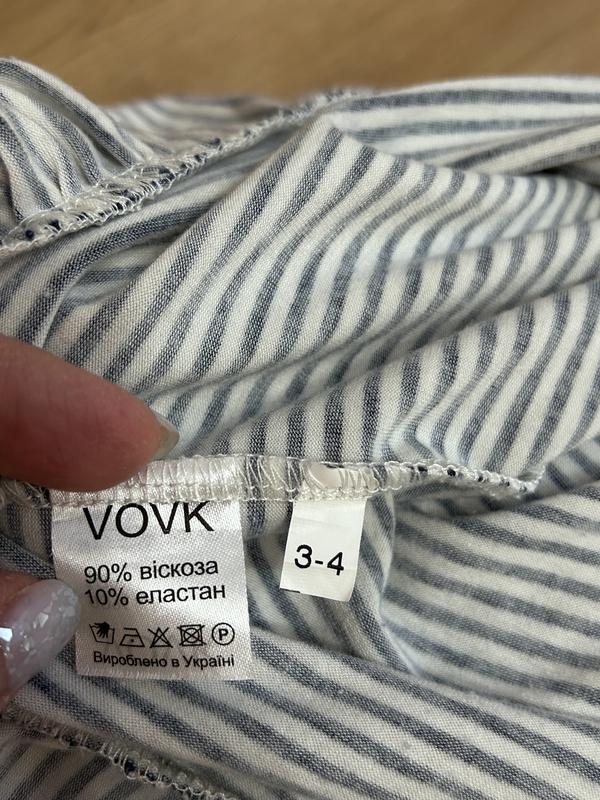 VOVK
90% віскоза
10% еластан
P
Вироблено в Україні
3-4